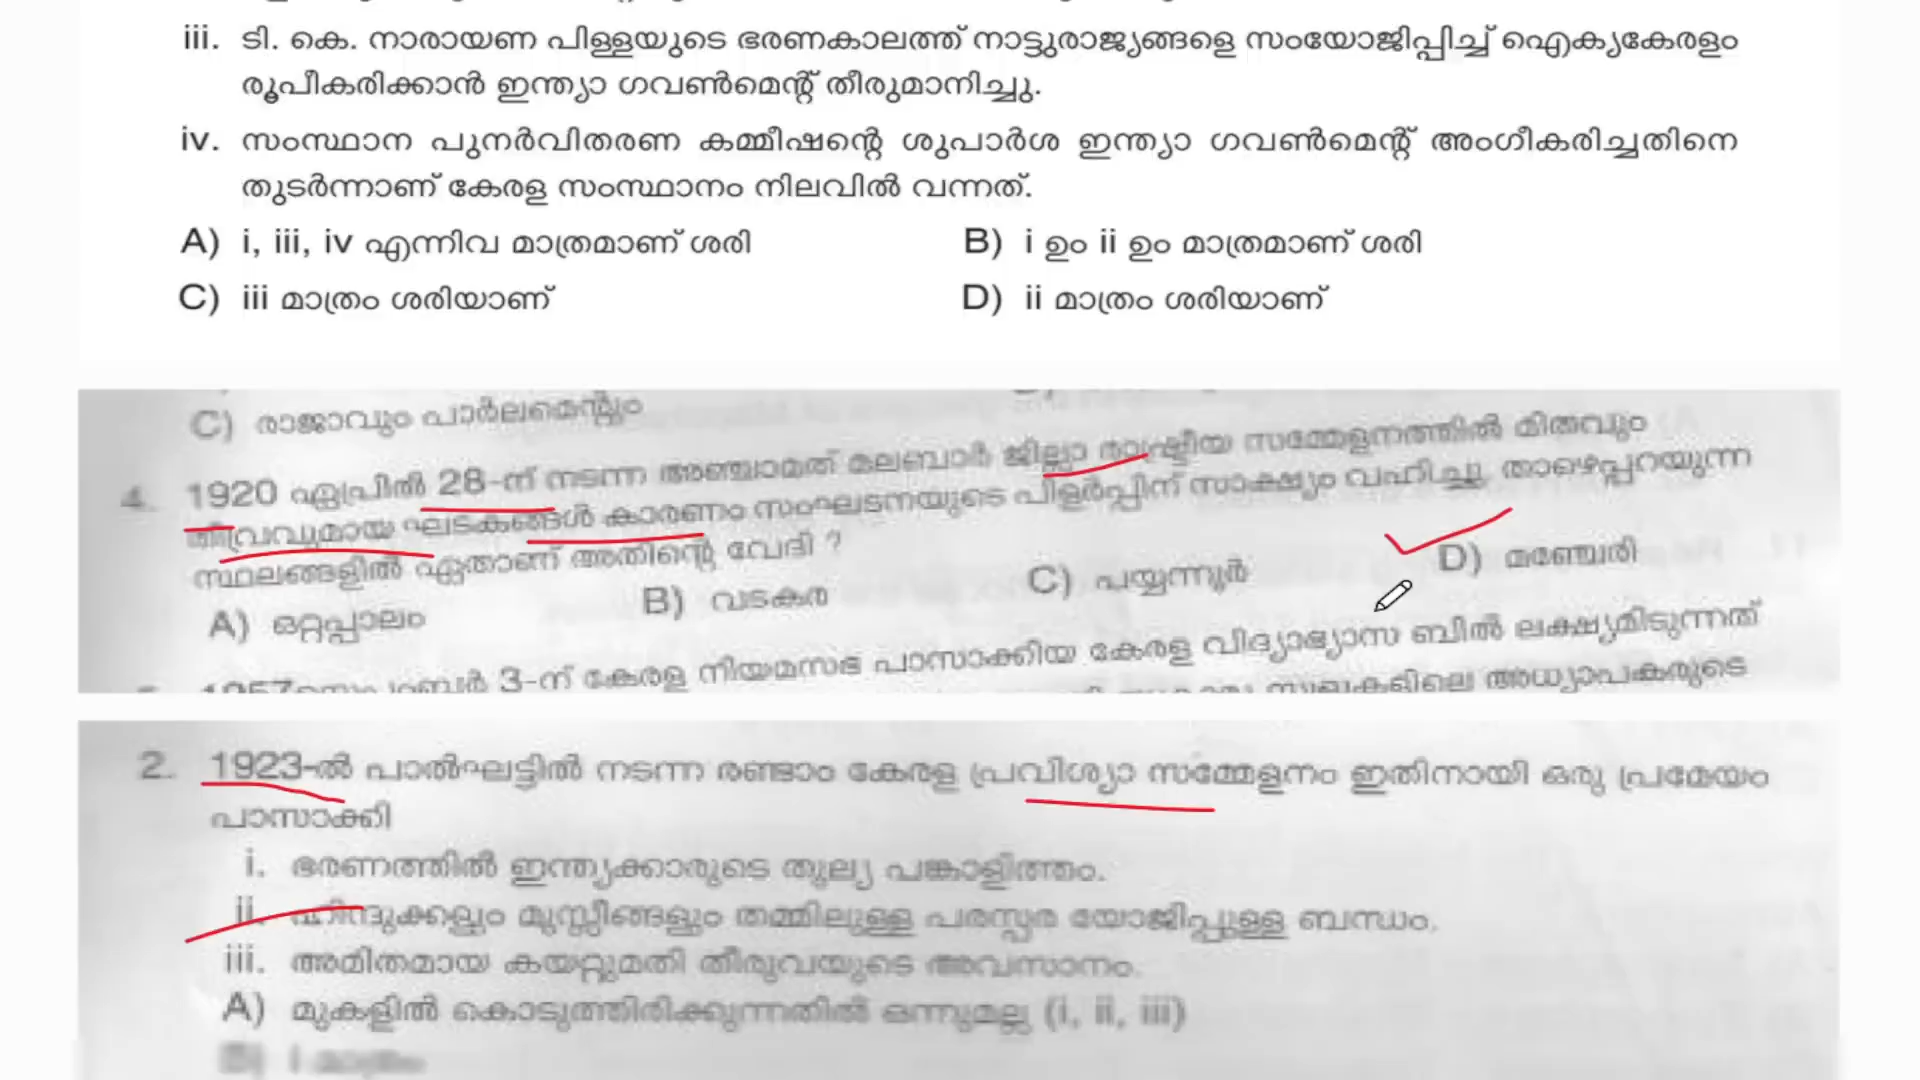 iii. ടി. കെ. നാരായണ പിള്ളയുടെ ഭരണകാലത്ത് നാട്ടുരാജ്യങ്ങളെ സംയോജിപ്പിച്ച് ഐക്യകേരളം
രൂപീകരിക്കാൻ ഇന്ത്യാ ഗവൺമെന്റ് തീരുമാനിച്ചു.
iv. സംസ്ഥാന പുനർവിതരണ കമ്മീഷന്റെ ശുപാർശ ഇന്ത്യാ ഗവൺമെന്റ് അംഗീകരിച്ചതിനെ
തുടർന്നാണ് കേരള സംസ്ഥാനം നിലവിൽ വന്നത്.
A) i, iii, iv എന്നിവ മാത്രമാണ് ശരി B) i ഉം ii ഉം മാത്രമാണ് ശരി
C) iii മാത്രം ശരിയാണ് D) ii മാത്രം ശരിയാണ്
C) രാജാവും പാർലമെന്റും
4. 1920 ഏപ്രിൽ 28-ന് നടന്ന അഞ്ചാമത് മലബാർ ജില്ലാ രാഷ്ട്രീയ സമ്മേളനത്തിൽ മിതവും
തീവ്രവുമായ ഘടകങ്ങൾ കാരണം സംഘടനയുടെ പിളർപ്പിന് സാക്ഷ്യം വഹിച്ചു. താഴെപ്പറയുന്ന
സ്ഥലങ്ങളിൽ ഏതാണ് അതിന്റെ വേദി ?
A) ഒറ്റപ്പാലം B) വടകര C) പയ്യന്നൂർ D) മഞ്ചേരി
3-ന് കേരള നിയമസഭ പാസാക്കിയ കേരള വിദ്യാഭ്യാസ ബിൽ ലക്ഷ്യമിടുന്നത്
അധ്യാപകരുടെ
2. 1923-ൽ പാൽഘട്ടിൽ നടന്ന രണ്ടാം കേരള പ്രവിശ്യാ സമ്മേളനം ഇതിനായി ഒരു പ്രമേയം
പാസാക്കി
i. ഭരണത്തിൽ ഇന്ത്യക്കാരുടെ തുല്യ പങ്കാളിത്തം.
ii. ഹിന്ദുക്കളും മുസ്ലീങ്ങളും തമ്മിലുള്ള പരസ്പര യോജിപ്പുള്ള ബന്ധം.
iii. അമിതമായ കയറ്റുമതി തീരുവയുടെ അവസാനം.
A) മുകളിൽ കൊടുത്തിരിക്കുന്നതിൽ ഒന്നുമല്ല (i, ii, iii)
B) i മാത്രം